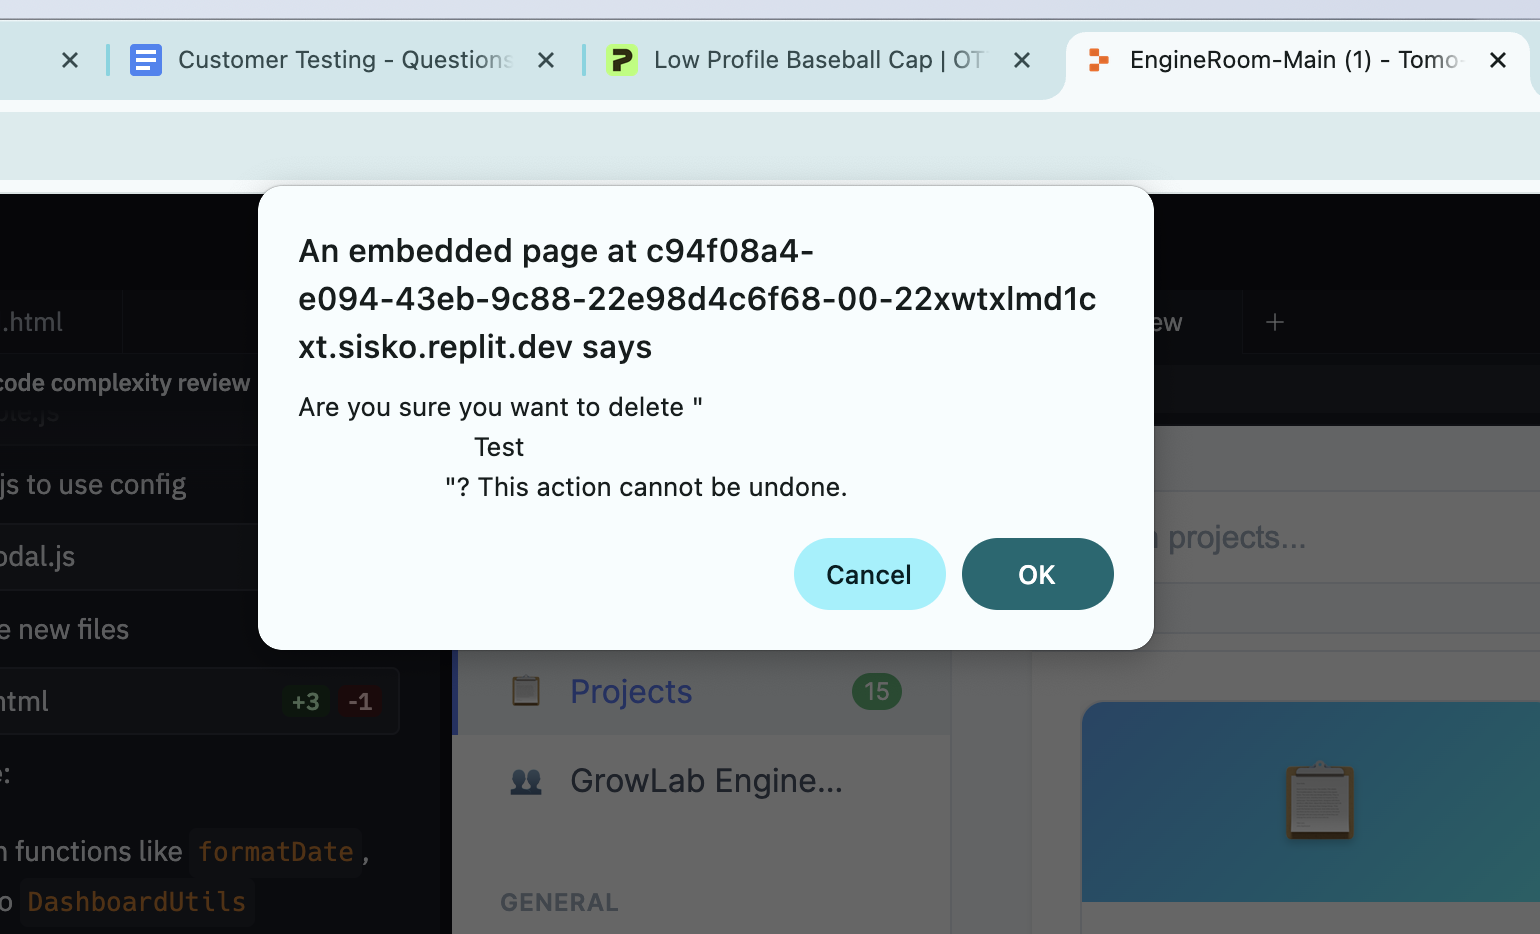 Customer Testing - Questions
Low Profile Baseball Cap | OT
EngineRoom-Main (1) - Tomo
An embedded page at c94f08a4-
e094-43eb-9c88-22e98d4c6f68-00-22xwtxlmd1c
xt.sisko.replit.dev says
Are you sure you want to delete "
Test
"? This action cannot be undone.
Cancel
OK
.html
ew
code complexity review
js to use config
odal.js
e new files
html
+3
-1
e:
n functions like formatDate,
o DashboardUtils
projects...
Projects
15
GrowLab Engine...
GENERAL